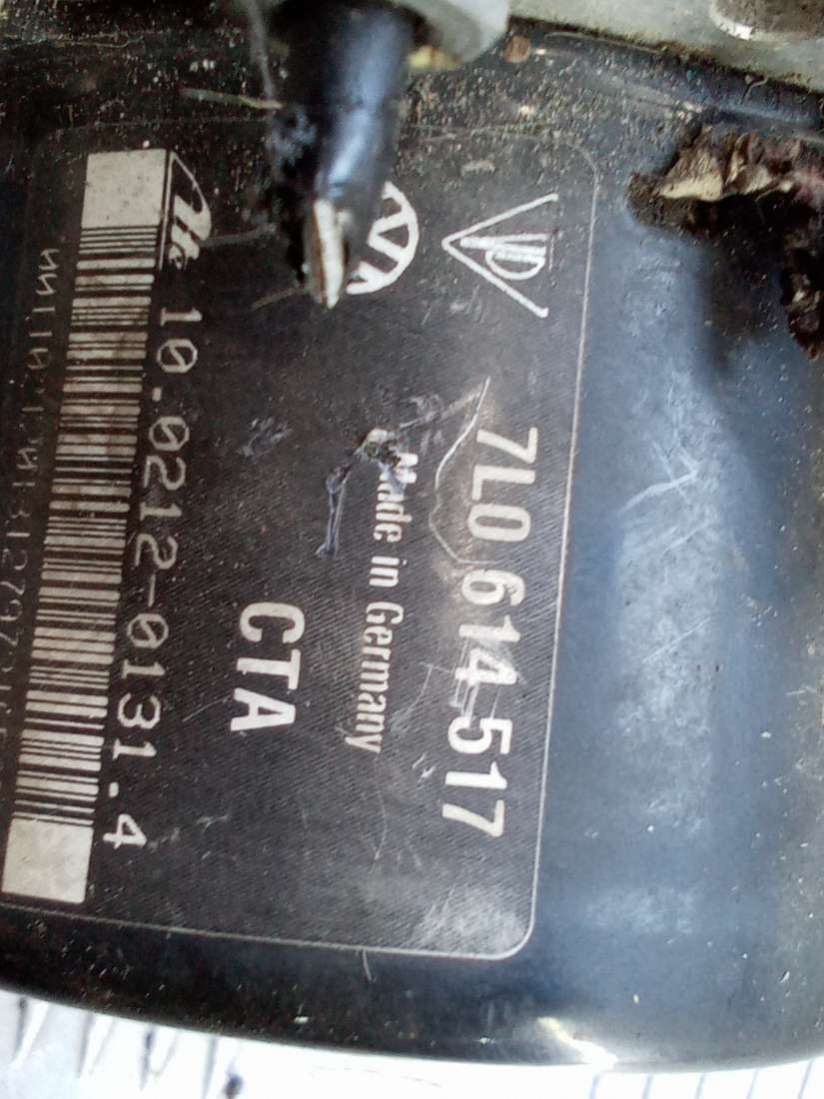 7L0 614 517
Made in Germany
CTA
10.0212-0131.4